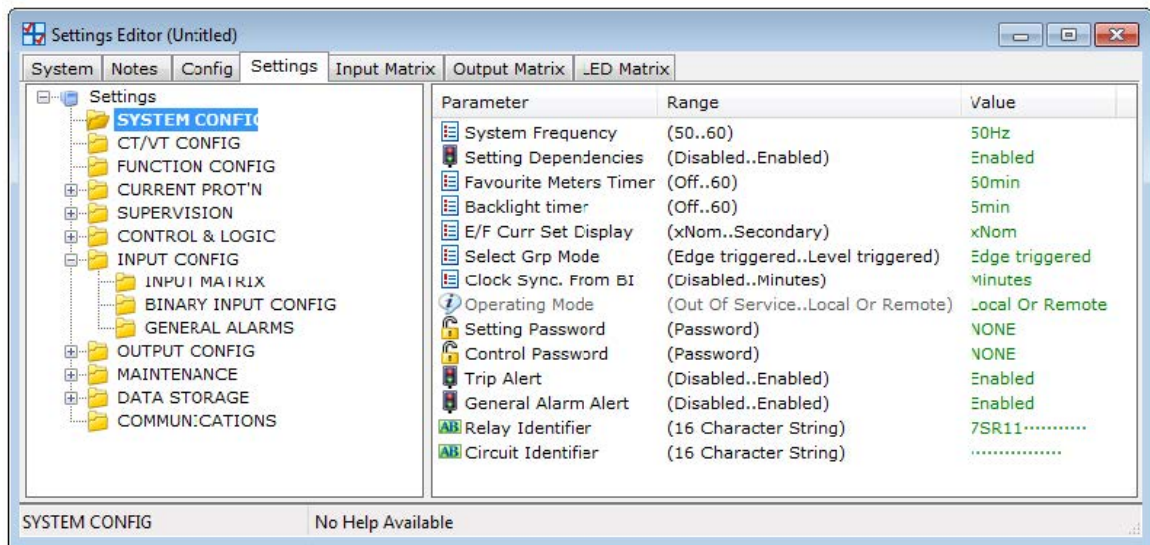 Settings Editor (Untitled)
System Notes Config Settings Input Matrix Output Matrix LED Matrix
Settings
SYSTEM CONFIG
CT/VT CONFIG
FUNCTION CONFIG
CURRENT PROT'N
SUPERVISION
CONTROL & LOGIC
INPUT CONFIG
INPUT MATRIX
BINARY INPUT CONFIG
GENERAL ALARMS
OUTPUT CONFIG
MAINTENANCE
DATA STORAGE
COMMUNICATIONS
Parameter Range Value
System Frequency (50..60) 50Hz
Setting Dependencies (Disabled..Enabled) Enabled
Favourite Meters Timer (Off..60) 60min
Backlight timer (Off..60) 5min
E/F Curr Set Display (xNom..Secondary) xNom
Select Grp Mode (Edge triggered..Level triggered) Edge triggered
Clock Sync. From BI (Disabled..Minutes) Minutes
Operating Mode (Out Of Service..Local Or Remote) Local Or Remote
Setting Password (Password) NONE
Control Password (Password) NONE
Trip Alert (Disabled..Enabled) Enabled
General Alarm Alert (Disabled..Enabled) Enabled
AB Relay Identifier (16 Character String) 7SR11···········
AB Circuit Identifier (16 Character String) ················
SYSTEM CONFIG No Help Available